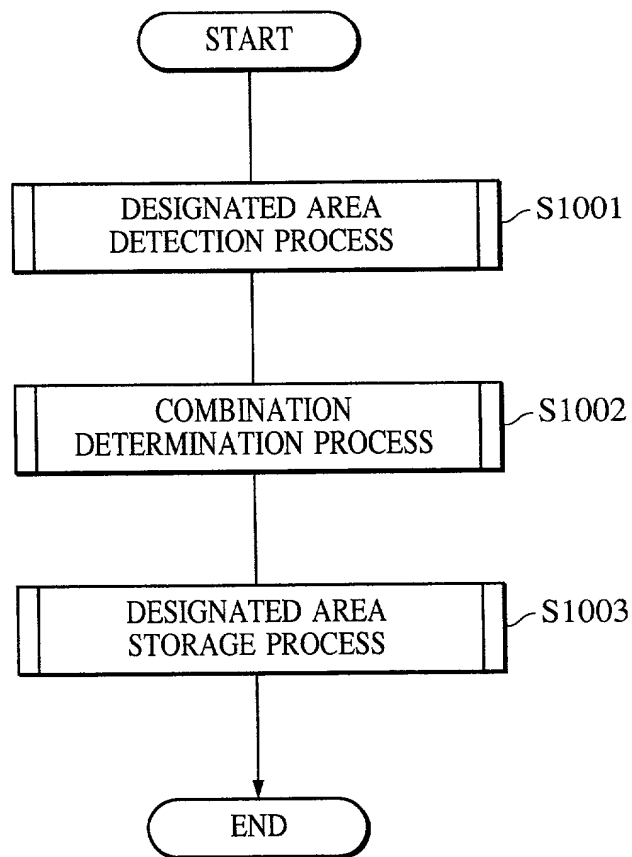 START
DESIGNATED AREA
DETECTION PROCESS
S1001
COMBINATION
DETERMINATION PROCESS
S1002
DESIGNATED AREA
STORAGE PROCESS
S1003
END